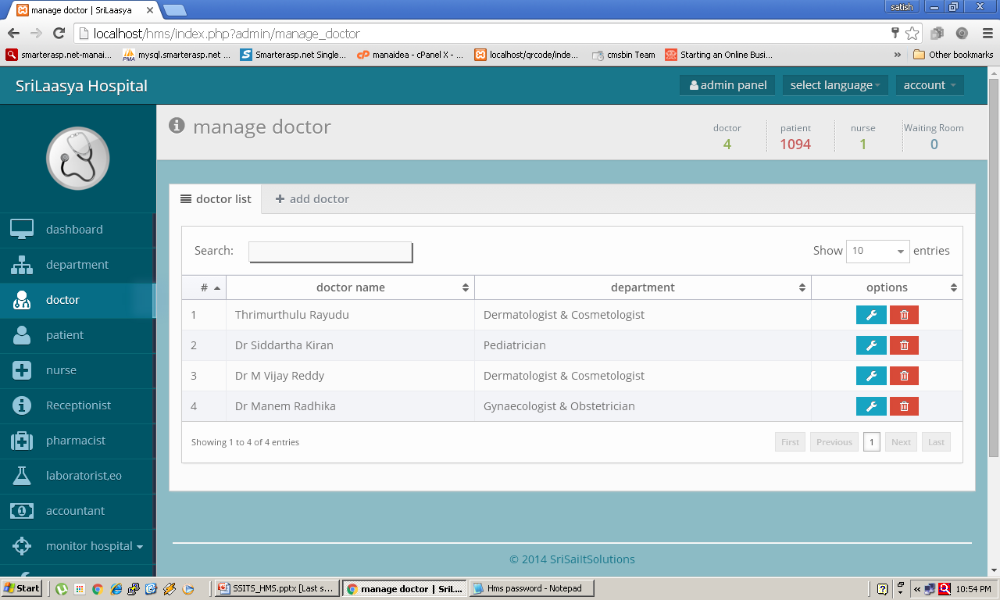 manage doctor | SriLaasya
satish
localhost/hms/index.php?admin/manage_doctor
smarterasp.net-manai... mysql.smarterasp.net ... Smarterasp.net Single... manaidea - cPanel X - ... localhost/qrcode/inde... cmsbin Team Starting an Online Busi... » Other bookmarks
SriLaasya Hospital
admin panel select language account
manage doctor
doctor patient nurse Waiting Room
4 1094 1 0
doctor list add doctor
dashboard
department
doctor
patient
nurse
Receptionist
pharmacist
laboratorist,eo
accountant
monitor hospital
Search: Show 10 entries
# doctor name department options
1 Thrimurthulu Rayudu Dermatologist & Cosmetologist
2 Dr Siddartha Kiran Pediatrician
3 Dr M Vijay Reddy Dermatologist & Cosmetologist
4 Dr Manem Radhika Gynaecologist & Obstetrician
Showing 1 to 4 of 4 entries First Previous 1 Next Last
© 2014 SriSaiItSolutions
Start SSITS_HMS.pptx [Last s... manage doctor | SriL... Hms password - Notepad « 10:54 PM